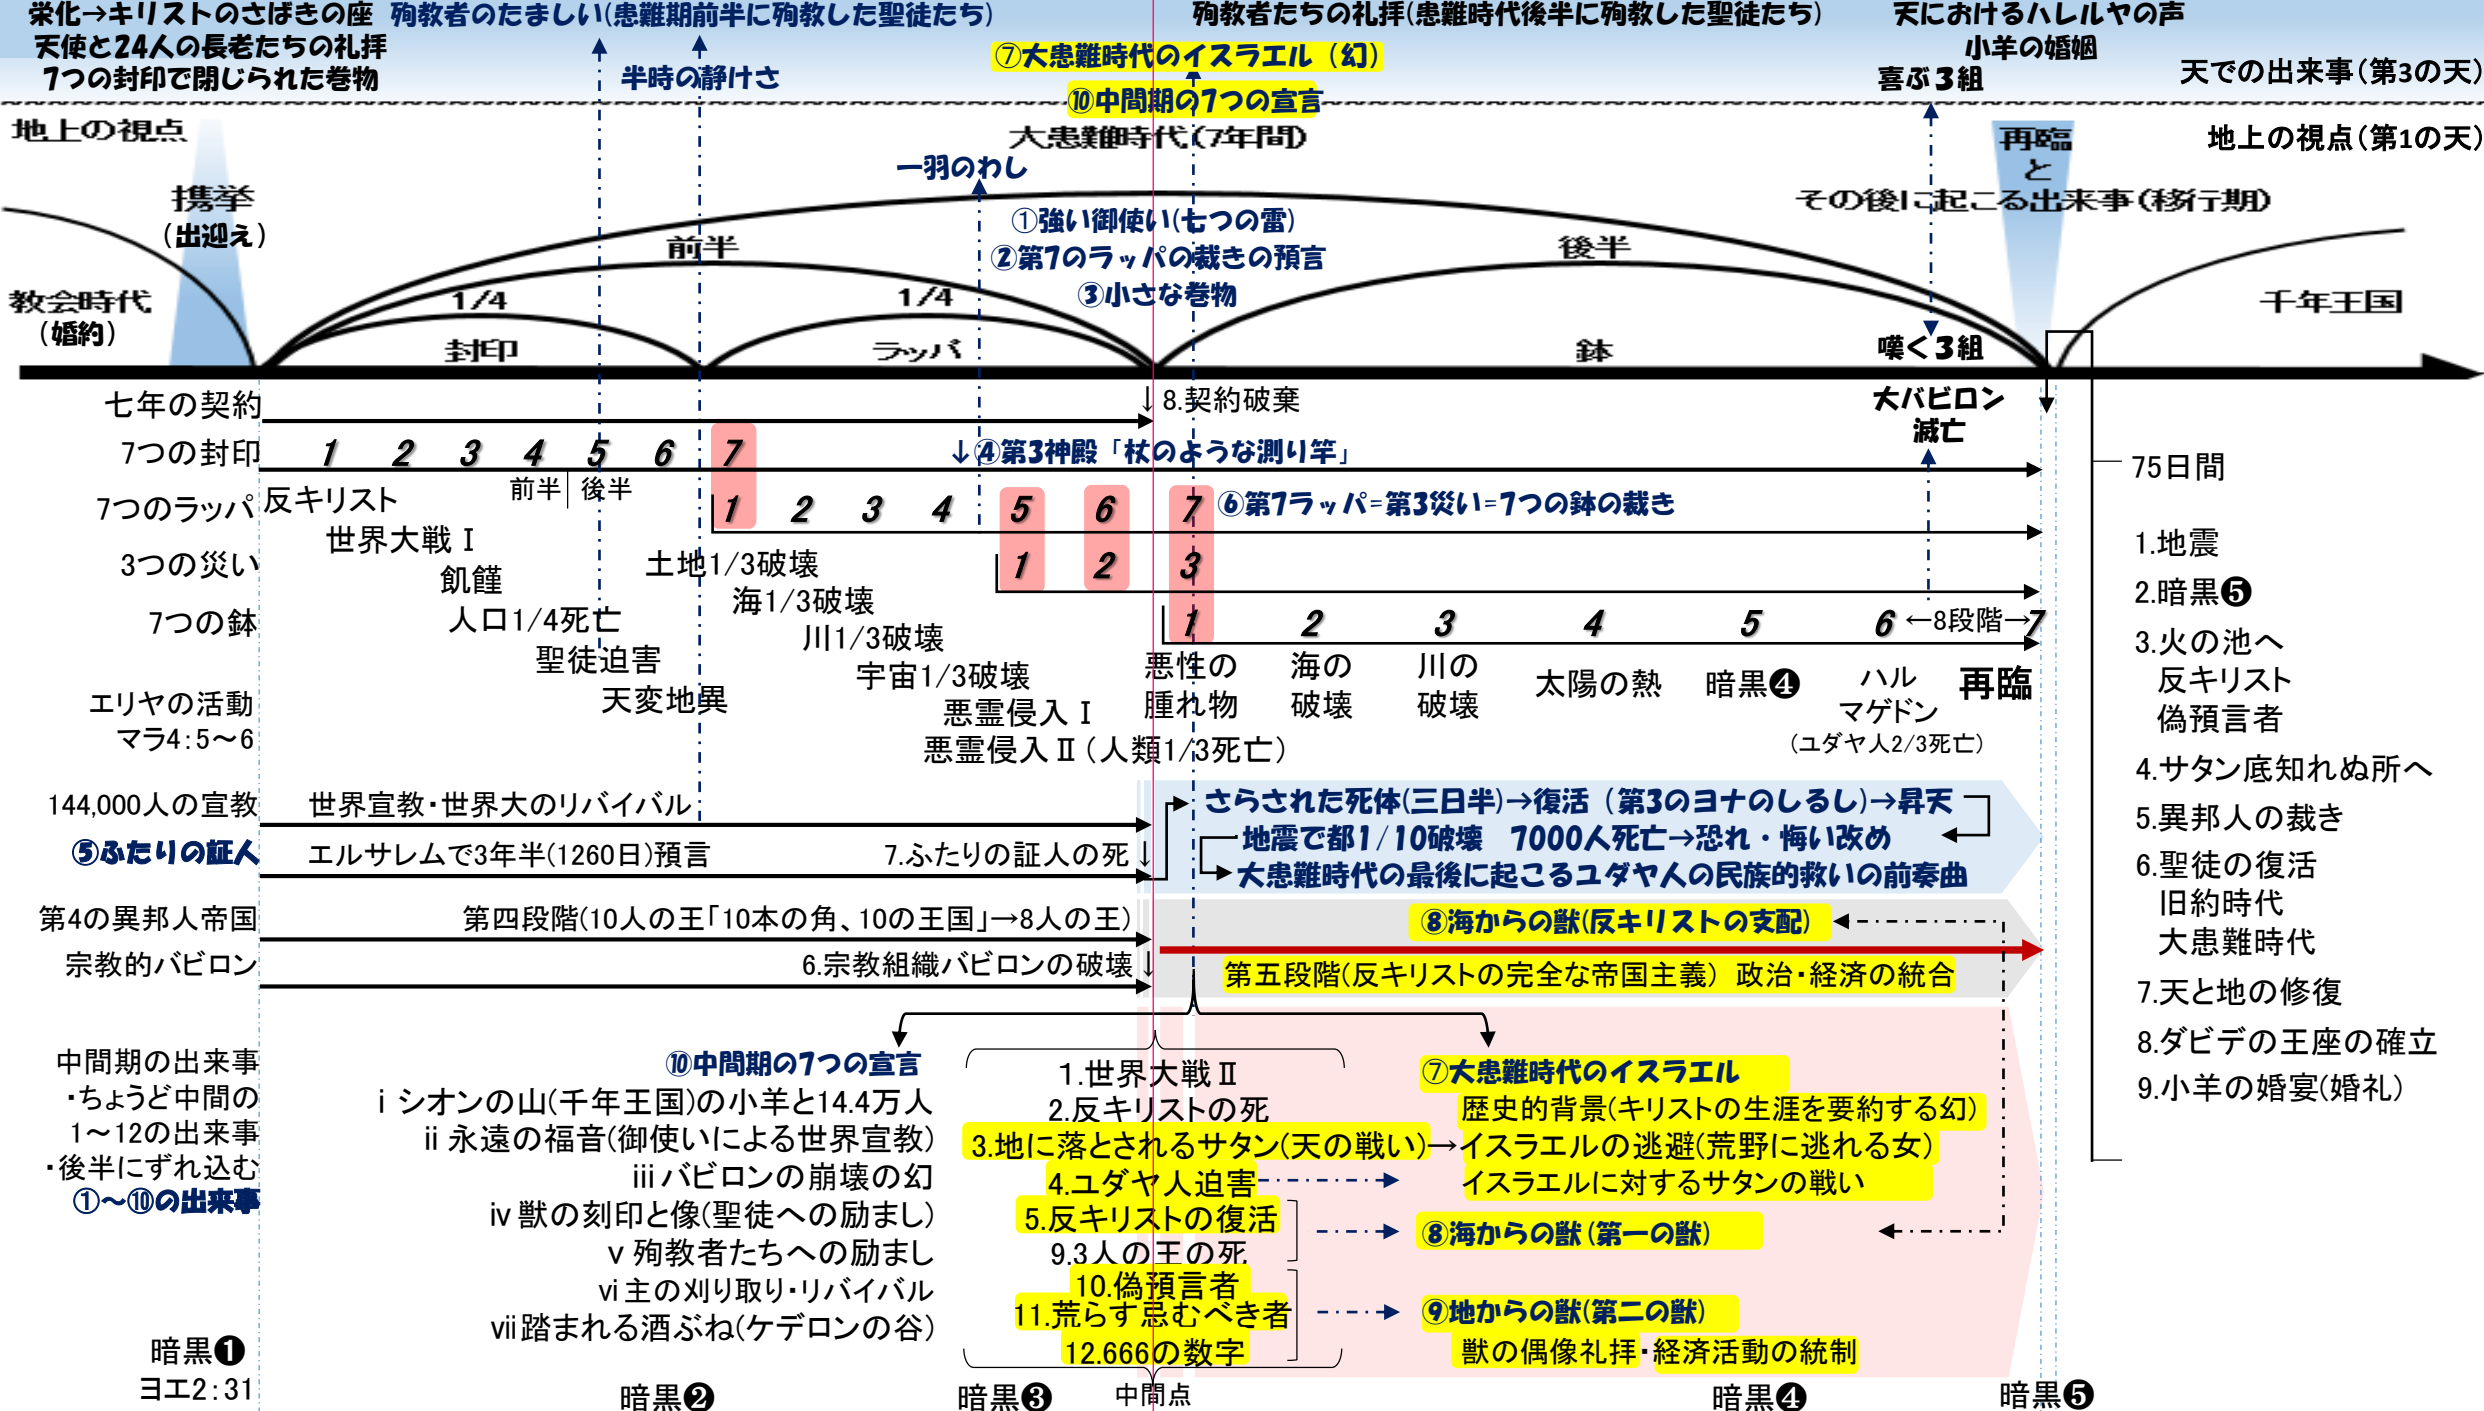 栄化→キリストのさばきの座
天使と24人の長老たちの礼拝
7つの封印で閉じられた巻物
殉教者のたましい(患難期前半に殉教した聖徒たち)
半時の静けさ
殉教者たちの礼拝(患難時代後半に殉教した聖徒たち)
⑦大患難時代のイスラエル（幻）
⑩中間期の7つの宣言
天におけるハレルヤの声
小羊の婚姻
喜ぶ3組
天での出来事(第3の天)
地上の視点
大患難時代(7年間)
再臨
と
その後に起こる出来事(移行期)
地上の視点(第1の天)
携挙
(出迎え)
一羽のわし
①強い御使い(七つの雷)
②第7のラッパの裁きの預言
③小さな巻物
前半
後半
教会時代
(婚約)
1/4
1/4
千年王国
封印
ラッパ
鉢
嘆く3組
七年の契約
↓8.契約破棄
大バビロン
滅亡
7つの封印
1 2 3 4 5 6 7
↓④第3神殿「杖のような測り竿」
前半 後半
反キリスト
世界大戦Ⅰ
飢饉
人口1/4死亡
聖徒迫害
天変地異
7つのラッパ
1 2 3 4 5 6 7
⑥第7ラッパ=第3災い=7つの鉢の裁き
3つの災い
1 2 3
土地1/3破壊
海1/3破壊
川1/3破壊
宇宙1/3破壊
悪霊侵入Ⅰ
悪霊侵入Ⅱ(人類1/3死亡)
7つの鉢
1 2 3 4 5 6 ←8段階→7
悪性の
腫れ物
海の
破壊
川の
破壊
太陽の熱
暗黒❹
ハル
マゲドン
(ユダヤ人2/3死亡)
再臨
エリヤの活動
マラ4:5～6
144,000人の宣教
世界宣教・世界大のリバイバル
さらされた死体(三日半)→復活（第3のヨナのしるし)→昇天
地震で都1/10破壊　7000人死亡→恐れ・悔い改め
大患難時代の最後に起こるユダヤ人の民族的救いの前奏曲
⑤ふたりの証人
エルサレムで3年半(1260日)預言
7.ふたりの証人の死↓
第4の異邦人帝国
第四段階(10人の王「10本の角、10の王国」→8人の王)
⑧海からの獣(反キリストの支配)
宗教的バビロン
6.宗教組織バビロンの破壊↓
第五段階(反キリストの完全な帝国主義) 政治・経済の統合
中間期の出来事
・ちょうど中間の
1～12の出来事
・後半にずれ込む
①～⑩の出来事
⑩中間期の7つの宣言
ⅰシオンの山(千年王国)の小羊と14.4万人
ⅱ永遠の福音(御使いによる世界宣教)
ⅲバビロンの崩壊の幻
ⅳ獣の刻印と像(聖徒への励まし)
ⅴ殉教者たちへの励まし
ⅵ主の刈り取り・リバイバル
ⅶ踏まれる酒ぶね(ケデロンの谷)
1.世界大戦Ⅱ
2.反キリストの死
3.地に落とされるサタン(天の戦い)→
4.ユダヤ人迫害
5.反キリストの復活
9.3人の王の死
10.偽預言者
11.荒らす忌むべき者
12.666の数字
中間点
⑦大患難時代のイスラエル
歴史的背景(キリストの生涯を要約する幻)
イスラエルの逃避(荒野に逃れる女)
イスラエルに対するサタンの戦い
⑧海からの獣(第一の獣)
⑨地からの獣(第二の獣)
獣の偶像礼拝・経済活動の統制
75日間
1.地震
2.暗黒❺
3.火の池へ
反キリスト
偽預言者
4.サタン底知れぬ所へ
5.異邦人の裁き
6.聖徒の復活
旧約時代
大患難時代
7.天と地の修復
8.ダビデの王座の確立
9.小羊の婚宴(婚礼)
暗黒❶
ヨエ2:31
暗黒❷
暗黒❸
暗黒❹
暗黒❺